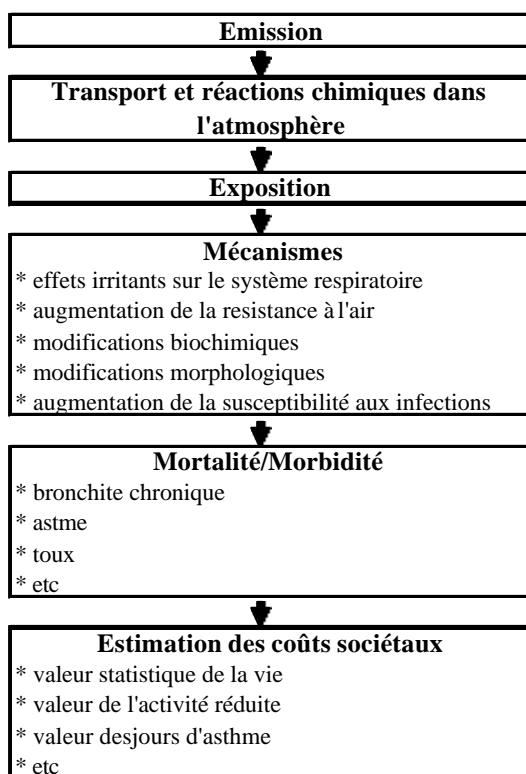 Emission
Transport et réactions chimiques dans
l'atmosphère
Exposition
Mécanismes
* effets irritants sur le système respiratoire
* augmentation de la resistance à l'air
* modifications biochimiques
* modifications morphologiques
* augmentation de la susceptibilité aux infections
Mortalité/Morbidité
* bronchite chronique
* astme
* toux
* etc
Estimation des coûts sociétaux
* valeur statistique de la vie
* valeur de l'activité réduite
* valeur desjours d'asthme
* etc